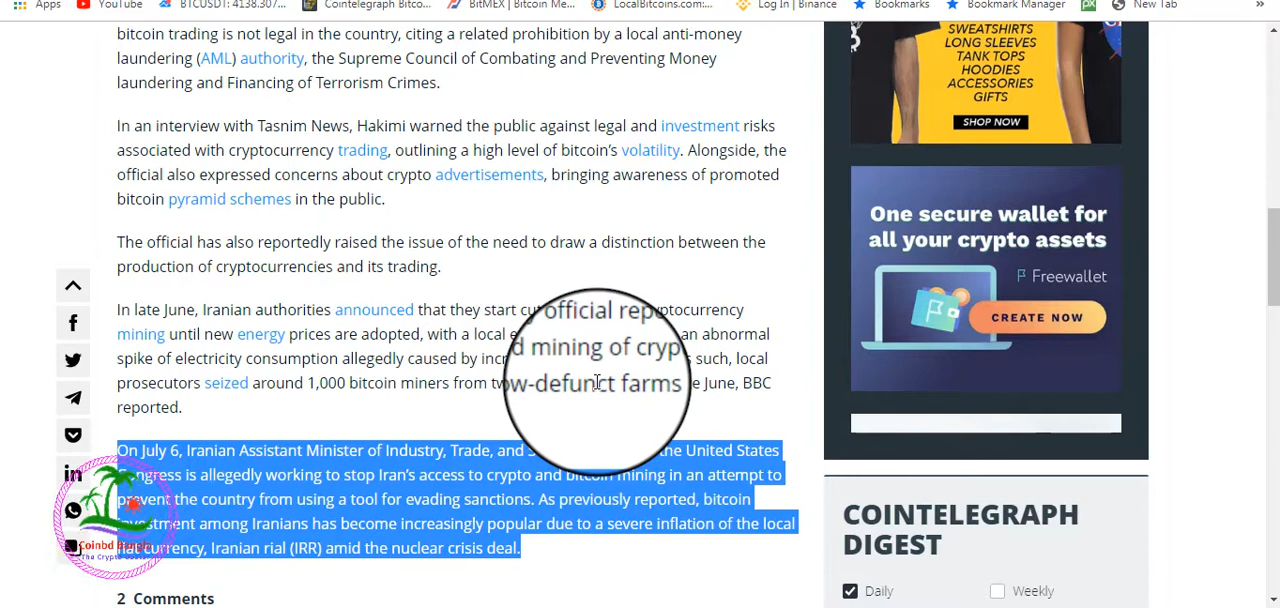 Apps YouTube BTCUSDT: 4138.307... Cointelegraph Bitco... BitMEX | Bitcoin Me... LocalBitcoins.com:... Log In | Binance Bookmarks Bookmark Manager px New Tab »
bitcoin trading is not legal in the country, citing a related prohibition by a local anti-money
laundering (AML) authority, the Supreme Council of Combating and Preventing Money
laundering and Financing of Terrorism Crimes.
In an interview with Tasnim News, Hakimi warned the public against legal and investment risks
associated with cryptocurrency trading, outlining a high level of bitcoin's volatility. Alongside, the
official also expressed concerns about crypto advertisements, bringing awareness of promoted
bitcoin pyramid schemes in the public.
The official has also reportedly raised the issue of the need to draw a distinction between the
production of cryptocurrencies and its trading.
In late June, Iranian authorities announced that they start official
mining until new energy prices are adopted, with a local mining of an abnormal
spike of electricity consumption allegedly caused by such, local
prosecutors seized around 1,000 bitcoin miners from farms June, BBC
reported.
On July 6, Iranian Assistant Minister of Industry, Trade, and the United States
is allegedly working to stop Iran's access to crypto and bitcoin mining in an attempt to
the country from using a tool for evading sanctions. As previously reported, bitcoin
among Iranians has become increasingly popular due to a severe inflation of the local
currency, Iranian rial (IRR) amid the nuclear crisis deal.
2 Comments
in
Coinbd Bangla
SWEATSHIRTS
LONG SLEEVES
TANK TOPS
HOODIES
ACCESSORIES
GIFTS
SHOP NOW
One secure wallet for
all your crypto assets
Freewallet
CREATE NOW
COINTELEGRAPH
DIGEST
Daily Weekly